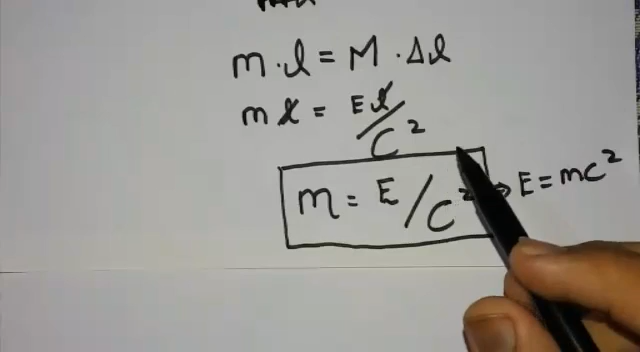 m·l = M·Δl
ml = El/C²
m = E/C² ⇒ E = mc²